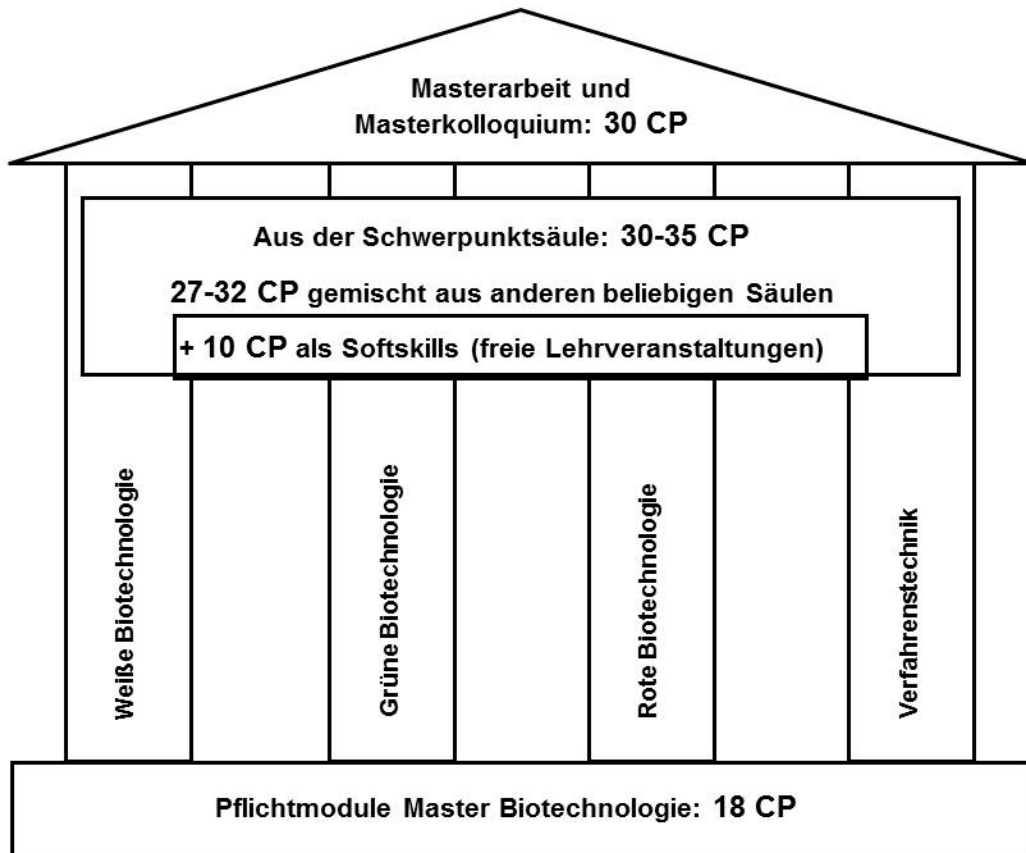 Masterarbeit und
Masterkolloquium: 30 CP
Aus der Schwerpunktsäule: 30-35 CP
27-32 CP gemischt aus anderen beliebigen Säulen
+ 10 CP als Softskills (freie Lehrveranstaltungen)
Weiße Biotechnologie
Grüne Biotechnologie
Rote Biotechnologie
Verfahrenstechnik
Pflichtmodule Master Biotechnologie: 18 CP